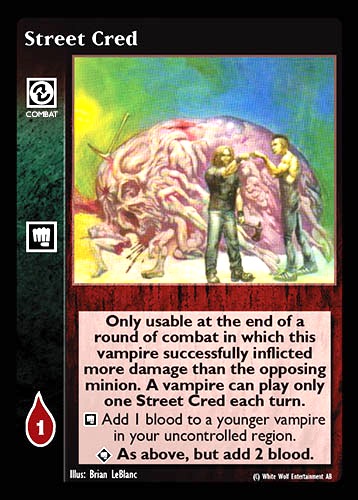 Street Cred
COMBAT
Only usable at the end of a
round of combat in which this
vampire successfully inflicted
more damage than the opposing
minion. A vampire can play only
one Street Cred each turn.
Add 1 blood to a younger vampire
in your uncontrolled region.
As above, but add 2 blood.
1
Illus: Brian LeBlanc
(C) White Wolf Entertainment AB